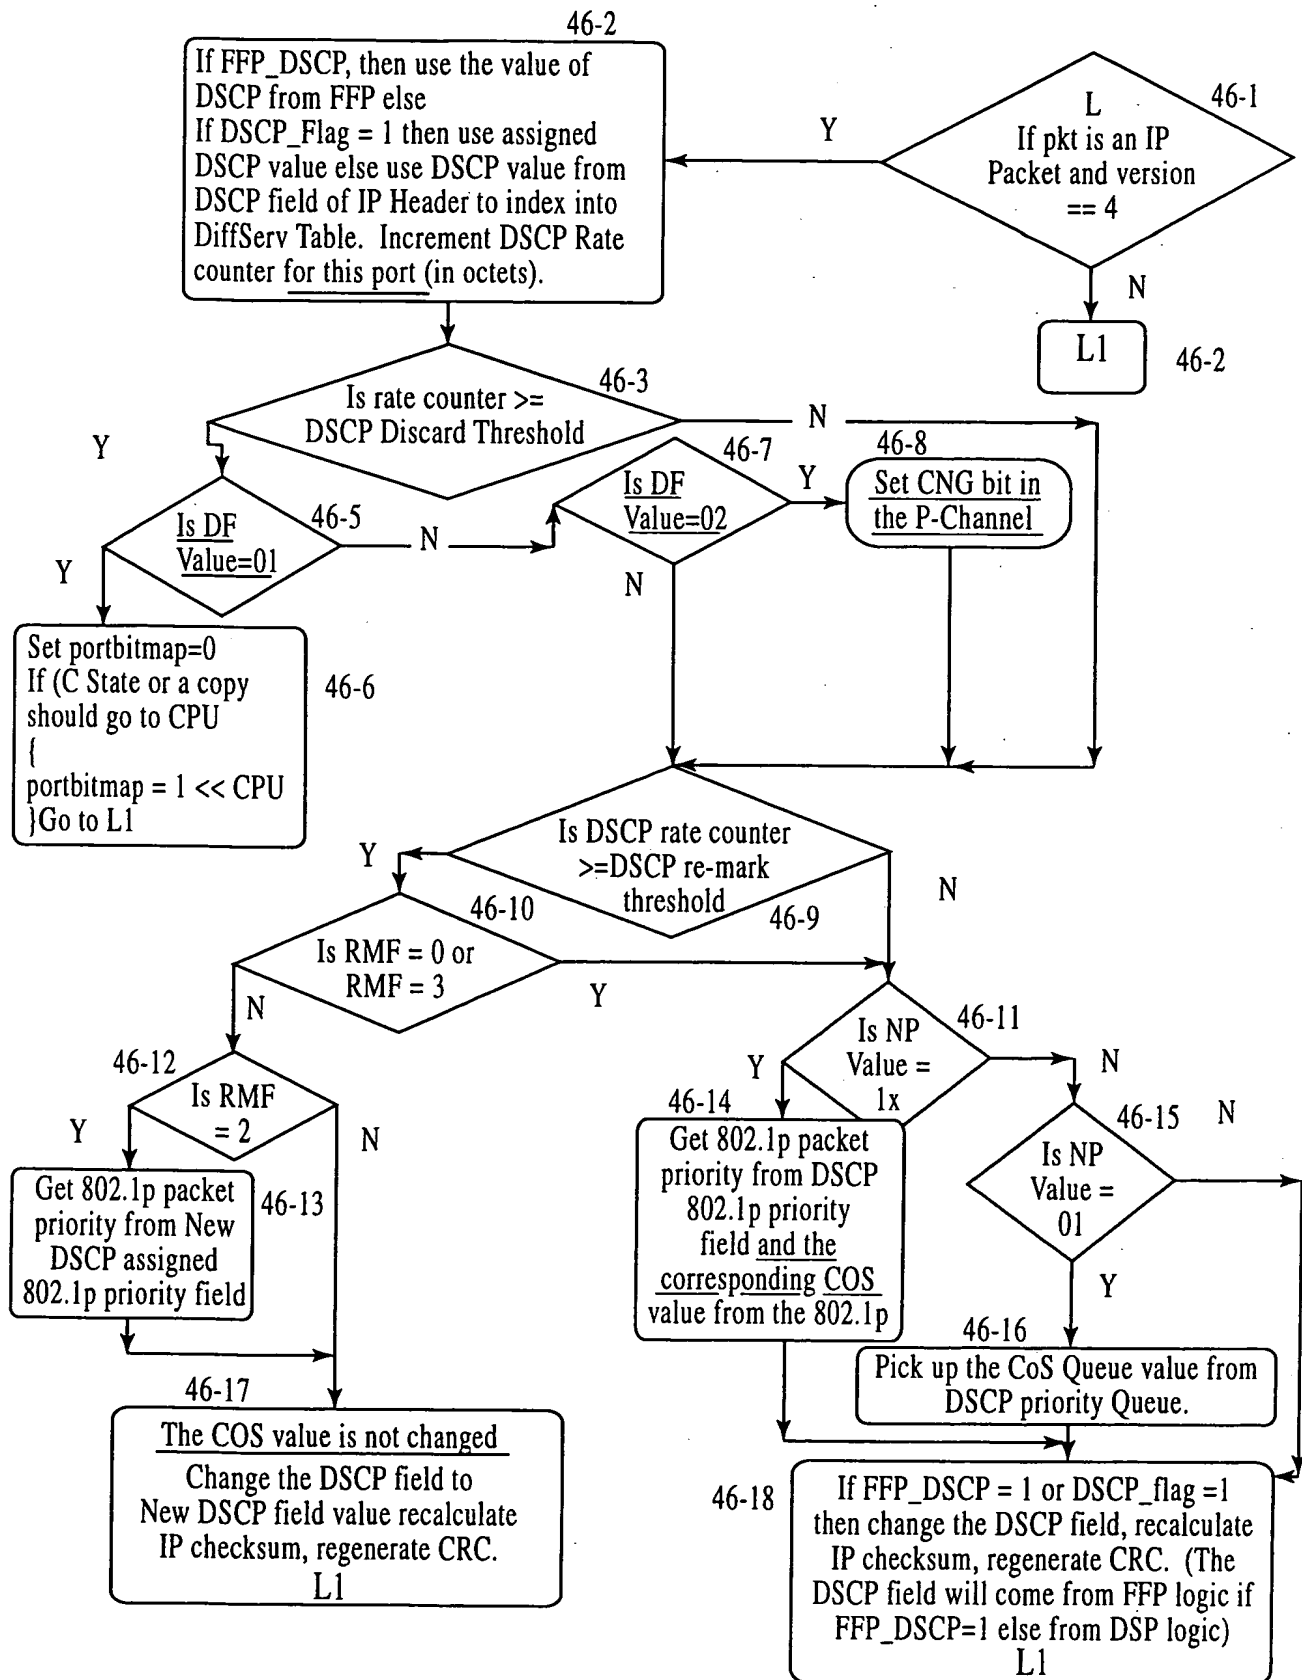 46-2
If FFP_DSCP, then use the value of
DSCP from FFP else
If DSCP_Flag = 1 then use assigned
DSCP value else use DSCP value from
DSCP field of IP Header to index into
DiffServ Table. Increment DSCP Rate
counter for this port (in octets).
46-1
L
If pkt is an IP
Packet and version
== 4
Y
N
L1
46-2
46-3
Is rate counter >=
DSCP Discard Threshold
N
Y
46-5
Is DF
Value=01
N
Y
46-7
Is DF
Value=02
Y
N
46-8
Set CNG bit in
the P-Channel
Set portbitmap=0
If (C State or a copy
should go to CPU
{
portbitmap = 1 << CPU
}Go to L1
46-6
Is DSCP rate counter
>=DSCP re-mark
threshold
46-9
Y
N
46-10
Is RMF = 0 or
RMF = 3
Y
N
46-11
Is NP
Value =
1x
Y
N
46-12
Is RMF
= 2
Y
N
46-13
Get 802.1p packet
priority from New
DSCP assigned
802.1p priority field
46-14
Get 802.1p packet
priority from DSCP
802.1p priority
field and the
corresponding COS
value from the 802.1p
46-15
Is NP
Value =
01
N
Y
46-16
Pick up the CoS Queue value from
DSCP priority Queue.
46-17
The COS value is not changed
Change the DSCP field to
New DSCP field value recalculate
IP checksum, regenerate CRC.
L1
46-18
If FFP_DSCP = 1 or DSCP_flag =1
then change the DSCP field, recalculate
IP checksum, regenerate CRC. (The
DSCP field will come from FFP logic if
FFP_DSCP=1 else from DSP logic)
L1